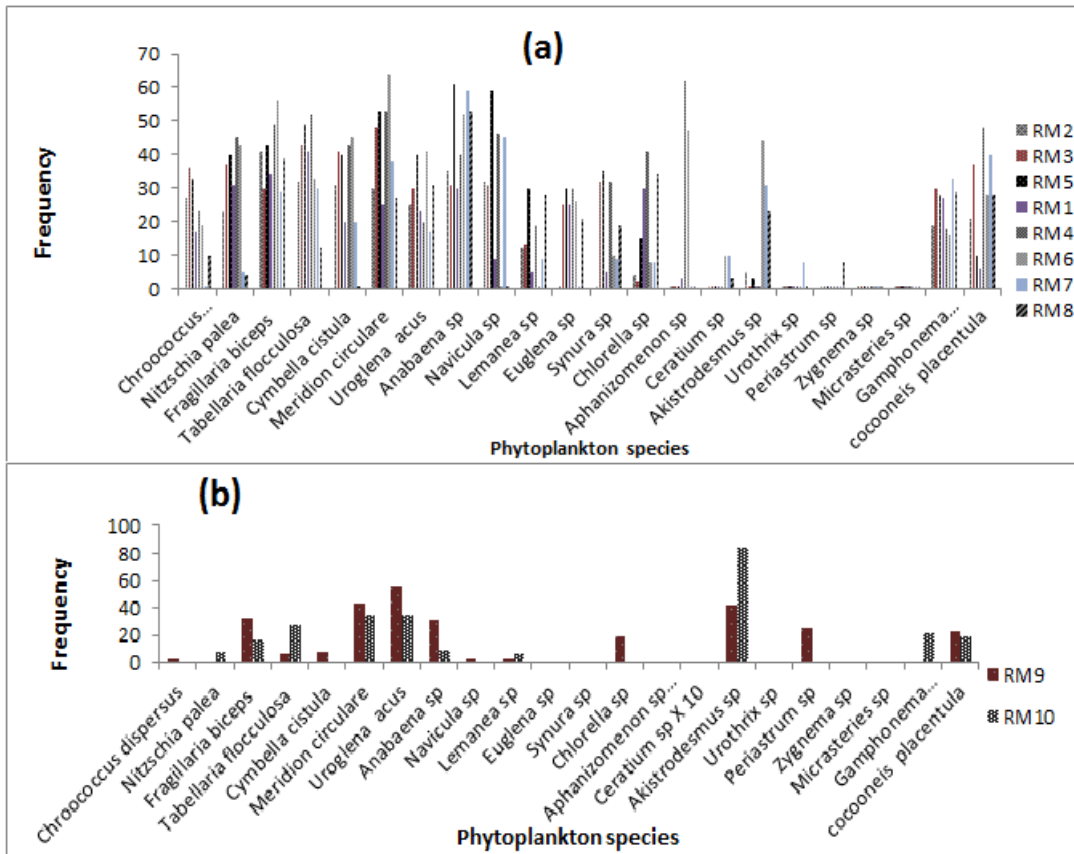 (a)
Frequency
70
60
50
40
30
20
10
0
Chroococcus...
Nitzschia palea
Fragillaria biceps
Tabellaria flocculosa
Cymbella cistula
Meridion circulare
Uroglena acus
Anabaena sp
Navicula sp
Lemanea sp
Euglena sp
Synura sp
Chlorella sp
Aphanizomenon sp
Ceratium sp
Akistrodesmus sp
Urothrix sp
Periastrum sp
Zygnema sp
Micrasteries sp
Gamphonema...
cocooneis placentula
Phytoplankton species
RM2
RM3
RM5
RM1
RM4
RM6
RM7
RM8
(b)
Frequency
100
80
60
40
20
0
Chroococcus dispersus
Nitzschia palea
Fragillaria biceps
Tabellaria flocculosa
Cymbella cistula
Meridion circulare
Uroglena acus
Anabaena sp
Navicula sp
Lemanea sp
Euglena sp
Synura sp
Chlorella sp
Aphanizomenon sp...
Ceratium sp X 10
Akistrodesmus sp
Urothrix sp
Periastrum sp
Zygnema sp
Micrasteries sp
Gamphonema...
cocooneis placentula
Phytoplankton species
RM9
RM10